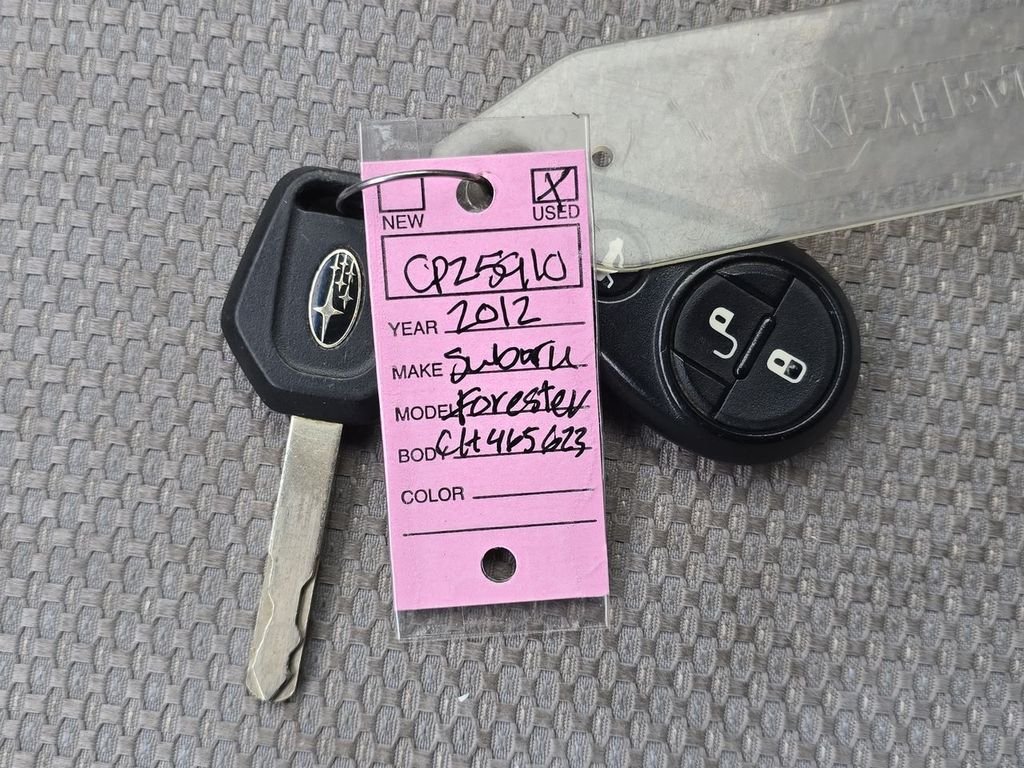 NEW
USED X
CP25910
YEAR 2012
MAKE Subaru
MODEL Forester
BODY CH465623
COLOR